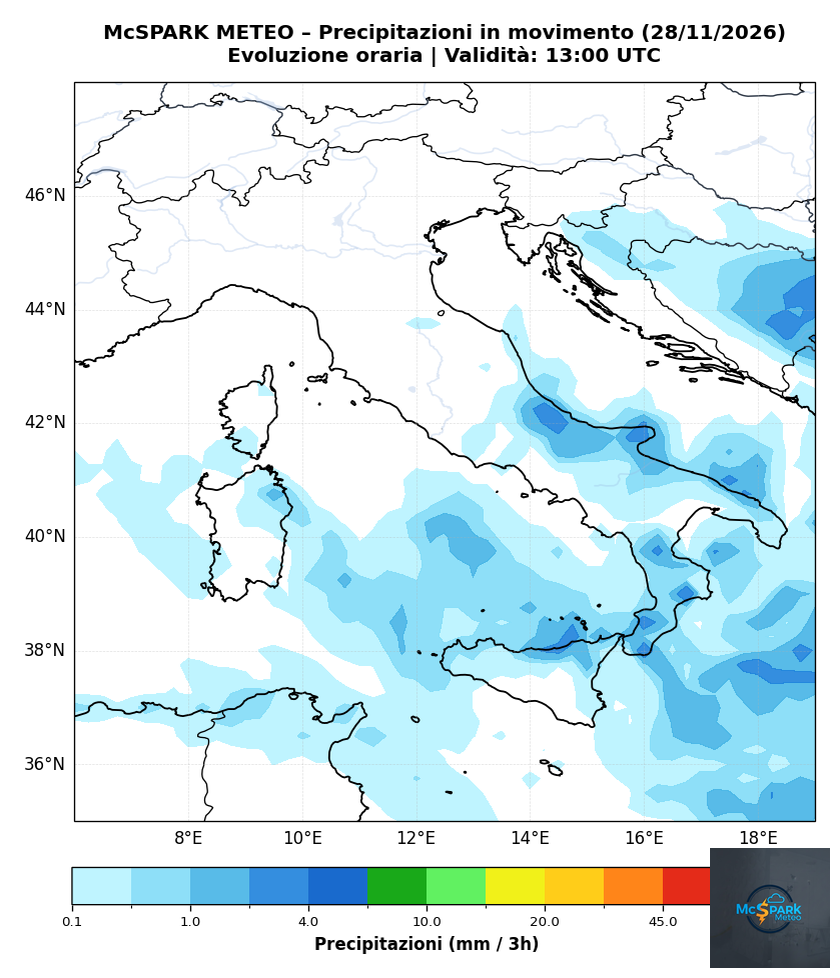 McSPARK METEO – Precipitazioni in movimento (28/11/2026)
Evoluzione oraria | Validità: 13:00 UTC
46°N
44°N
42°N
40°N
38°N
36°N
8°E 10°E 12°E 14°E 16°E 18°E
0.1 1.0 4.0 10.0 20.0 45.0
Precipitazioni (mm / 3h)
McSPARK
Meteo